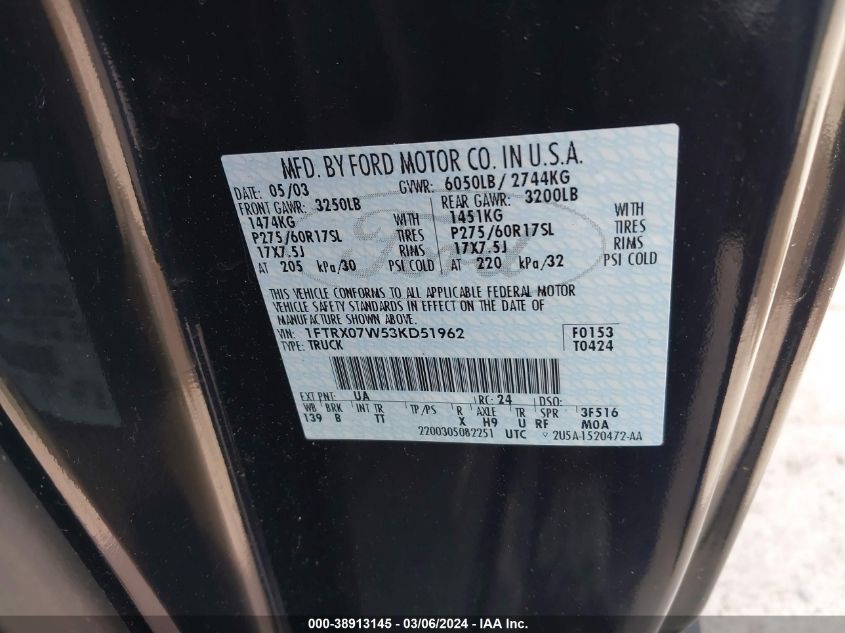 MFD. BY FORD MOTOR CO. IN U.S.A.
DATE: 05/03 GVWR: 6050LB / 2744KG
FRONT GAWR: 3250LB REAR GAWR: 3200LB
1474KG WITH 1451KG WITH
P275/60R17SL TIRES P275/60R17SL TIRES
17X7.5J RIMS 17X7.5J RIMS
AT 205 kPa/30 PSI COLD AT 220 kPa/32 PSI COLD
THIS VEHICLE CONFORMS TO ALL APPLICABLE FEDERAL MOTOR
VEHICLE SAFETY STANDARDS IN EFFECT ON THE DATE OF
MANUFACTURE SHOWN ABOVE.
VIN: 1FTRX07W53KD51962 F0153
TYPE: TRUCK T0424
EXT PNT: UA RC: 24 DSO:
WB BRK INT TR TP/PS R AXLE TR SPR 3F516
139 B TT X H9 U RF M0A
2200305082251 UTC 2U5A-1520472-AA
Ford
000-38913145 - 03/06/2024 - IAA Inc.